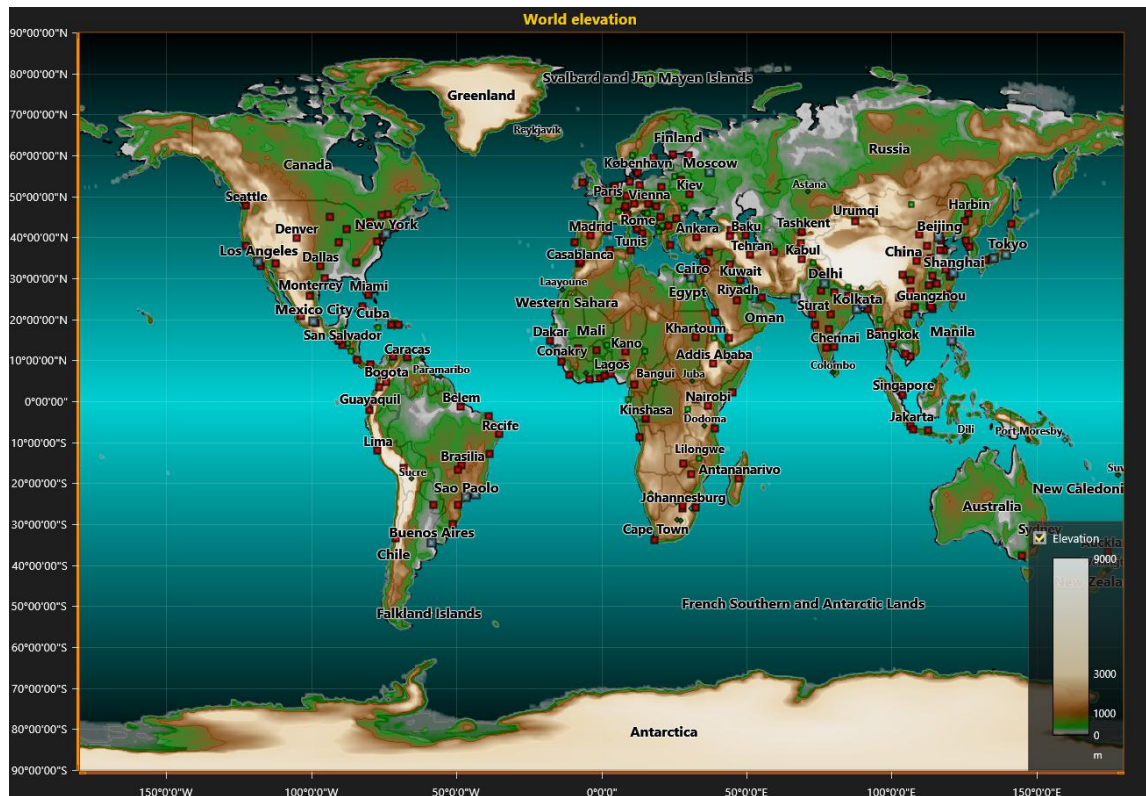 World elevation
90°00'00"N
80°00'00"N
Svalbard and Jan Mayen Islands
Greenland
70°00'00"N
Reykjavik
Finland
60°00'00"N
Canada
København
Moscow
Russia
50°00'00"N
Seattle
Paris
Vienna
Kiev
Astana
Urumqi
Harbin
40°00'00"N
Denver
New York
Madrid
Rome
Ankara
Baku
Tashkent
Beijing
Los Angeles
Dallas
Casablanca
Tunis
Tehran
Kabul
China
Tokyo
30°00'00"N
Monterrey
Miami
Laayoune
Cairo
Kuwait
Delhi
Shanghai
20°00'00"N
Mexico City
Cuba
Western Sahara
Egypt
Riyadh
Oman
Surat
Kolkata
Guangzhou
San Salvador
Dakar
Mali
Khartoum
Chennai
Bangkok
Manila
10°00'00"N
Caracas
Conakry
Kano
Addis Ababa
Bogota
Paramaribo
Lagos
Bangui
Juba
Colombo
Singapore
0°00'00"
Guayaquil
Belem
Kinshasa
Nairobi
Jakarta
10°00'00"S
Lima
Recife
Dodoma
Dili
Port Moresby
Brasilia
Lilongwe
Sucre
Antananarivo
20°00'00"S
Sao Paolo
Johannesburg
New Caledoni
Australia
30°00'00"S
Buenos Aires
Cape Town
Chile
Elevation
40°00'00"S
9000
50°00'00"S
Falkland Islands
French Southern and Antarctic Lands
60°00'00"S
70°00'00"S
3000
80°00'00"S
Antarctica
1000
0
90°00'00"S
m
150°0'0"W
100°0'0"W
50°0'0"W
0°0'0"
50°0'0"E
100°0'0"E
150°0'0"E